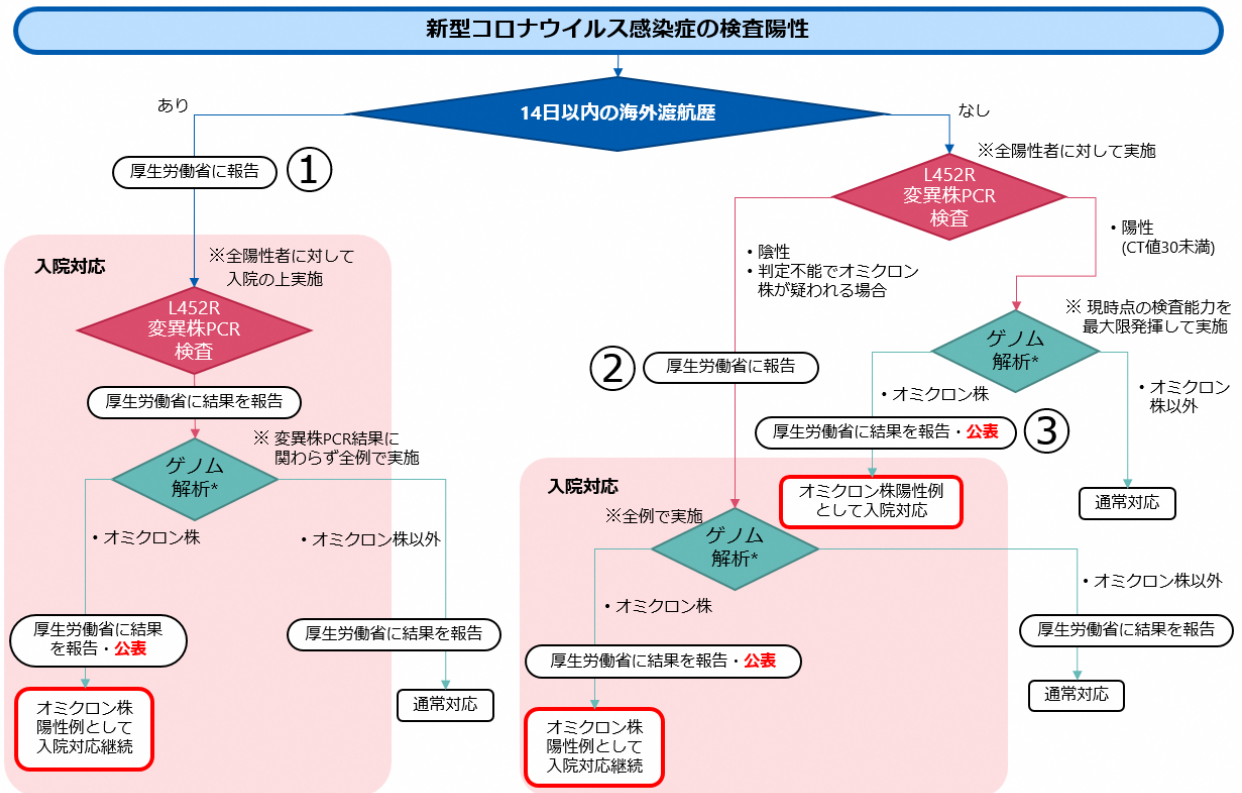 新型コロナウイルス感染症の検査陽性
14日以内の海外渡航歴
あり
なし
厚生労働省に報告
①
※全陽性者に対して実施
L452R
変異株PCR
検査
・陰性
・判定不能でオミクロン
株が疑われる場合
・陽性
(CT値30未満)
入院対応
※全陽性者に対して
入院の上実施
L452R
変異株PCR
検査
厚生労働省に結果を報告
※ 変異株PCR結果に
関わらず全例で実施
ゲノム
解析*
・オミクロン株
・オミクロン株以外
厚生労働省に結果
を報告・公表
厚生労働省に結果を報告
オミクロン株
陽性例として
入院対応継続
通常対応
※ 現時点の検査能力を
最大限発揮して実施
ゲノム
解析*
②
厚生労働省に報告
・オミクロン株
・オミクロン
株以外
厚生労働省に結果を報告・公表
③
オミクロン株陽性例
として入院対応
通常対応
入院対応
※全例で実施
ゲノム
解析*
・オミクロン株
・オミクロン株以外
厚生労働省に結果を報告・公表
厚生労働省に結果を報告
オミクロン株
陽性例として
入院対応継続
通常対応